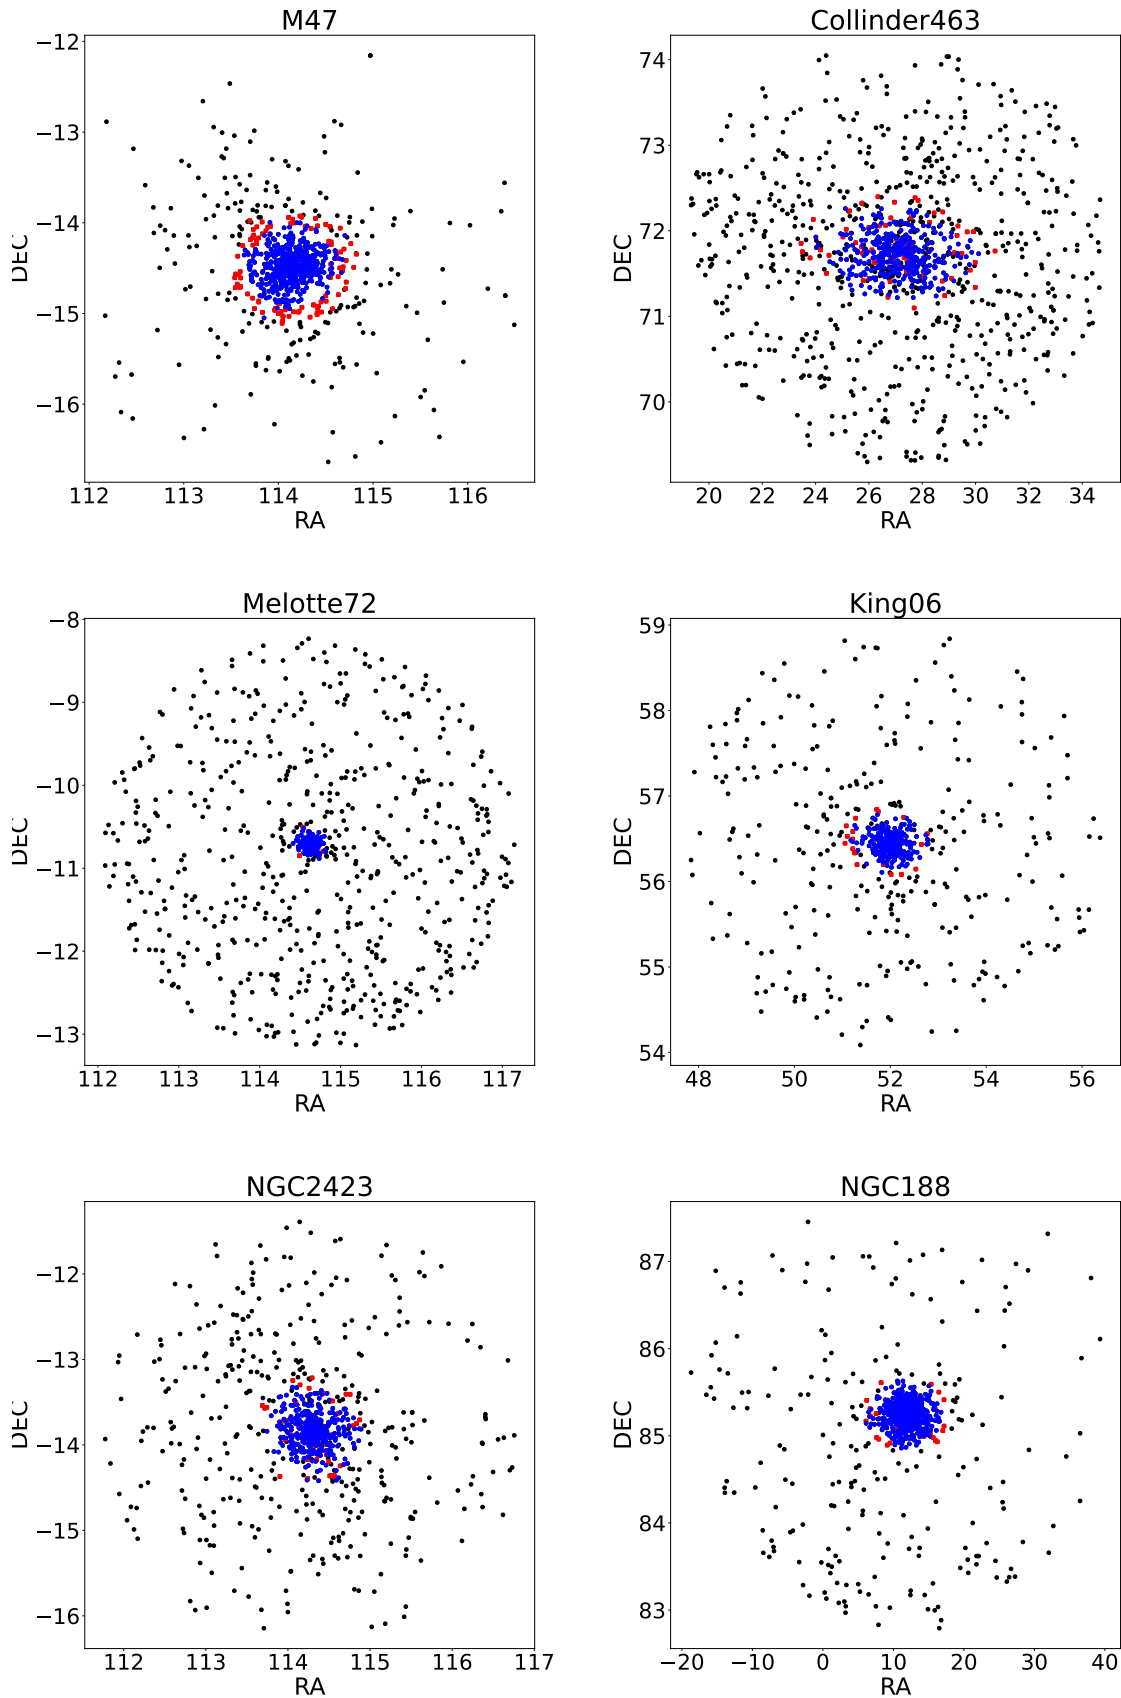 M47
−12
−13
−14
−15
−16
DEC
112 113 114 115 116
RA
Collinder463
74
73
72
71
70
DEC
20 22 24 26 28 30 32 34
RA
Melotte72
−8
−9
−10
−11
−12
−13
DEC
112 113 114 115 116 117
RA
King06
59
58
57
56
55
54
DEC
48 50 52 54 56
RA
NGC2423
−12
−13
−14
−15
−16
DEC
112 113 114 115 116 117
RA
NGC188
87
86
85
84
83
DEC
−20 −10 0 10 20 30 40
RA